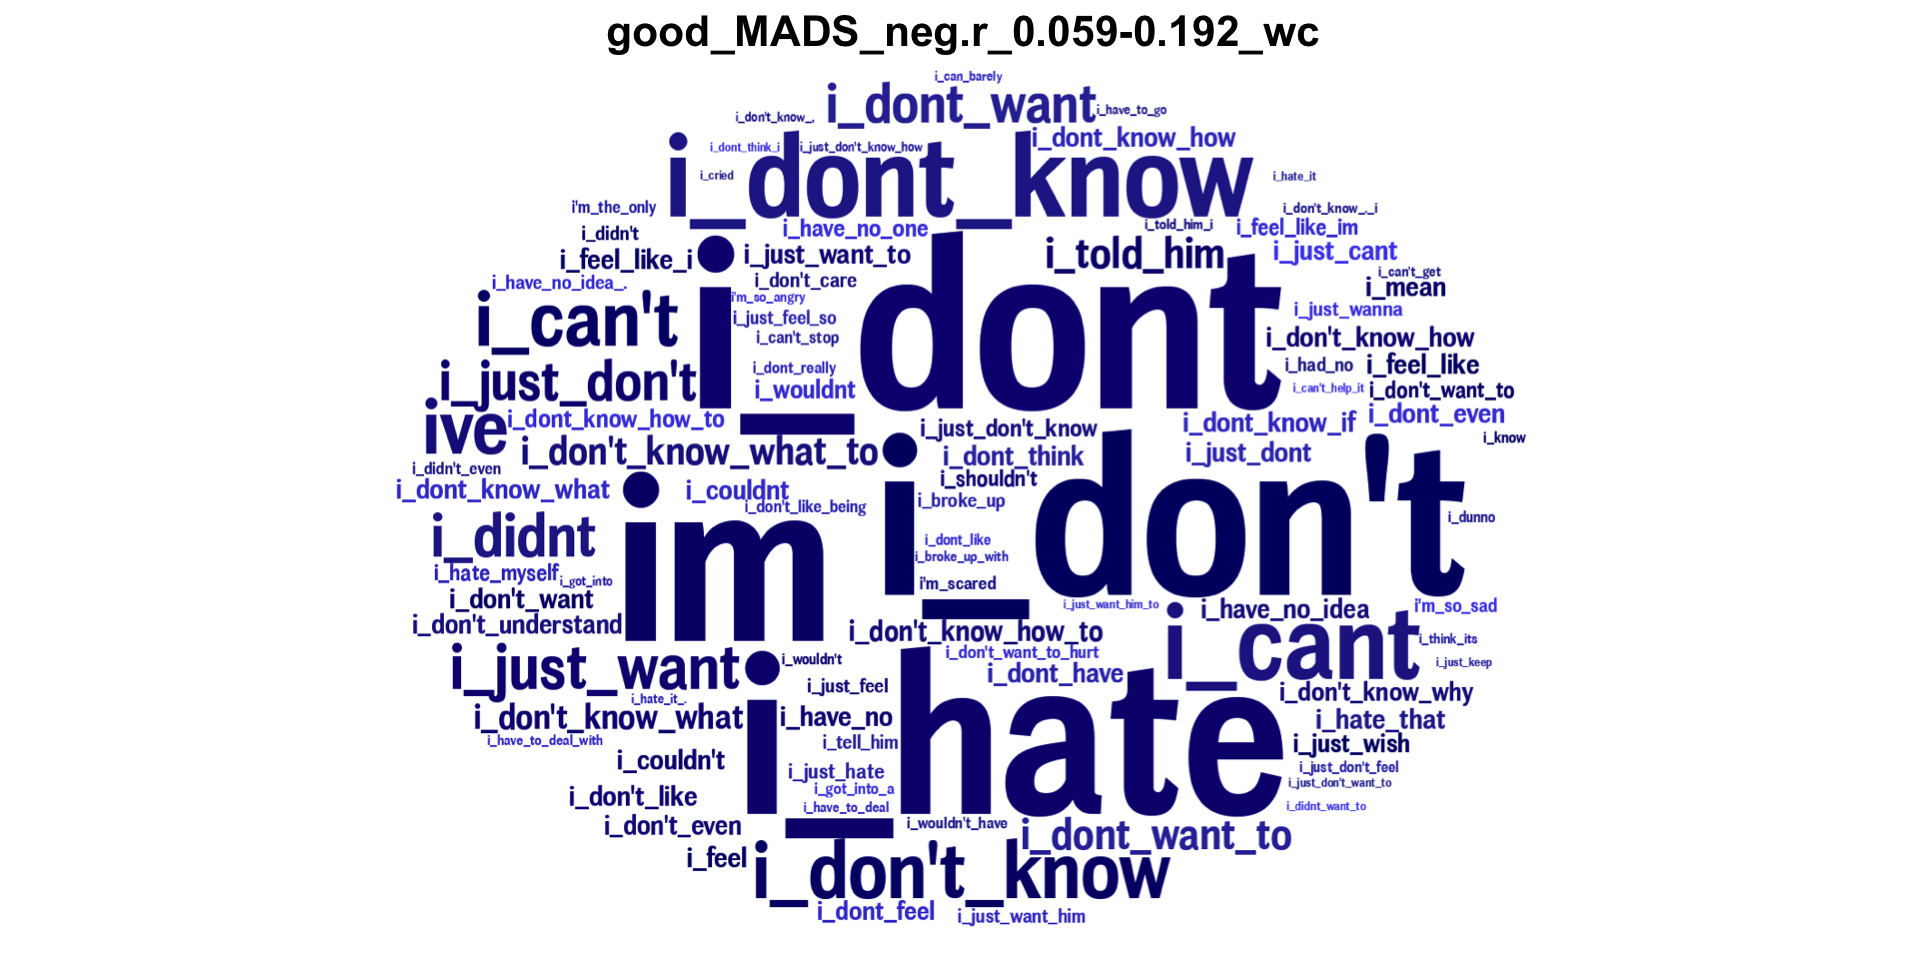 good_MADS_neg.r_0.059-0.192_wc
i_can_barely
i_dont_want
i_have_to_go
i_don't_know_.
i_dont_know_how
i_dont_think_i
i_just_don't_know_how
i_dont_know
i_cried
i_hate_it
i'm_the_only
i_don't_know_._i
i_didn't
i_have_no_one
i_told_him_i
i_feel_like_im
i_feel_like_i
i_just_want_to
i_told_him
i_just_cant
i_have_no_idea_.
i_don't_care
i_can't_get
i_mean
i'm_so_angry
i_can't
i_just_feel_so
i_dont
i_just_wanna
i_can't_stop
i_don't_know_how
i_just_don't
i_dont_really
i_had_no
i_feel_like
i_wouldnt
i_can't_help_it
i_don't_want_to
ive
i_dont_know_how_to
i_just_don't_know
i_dont_know_if
i_dont_even
i_don't_know_what_to
i_dont_think
i_just_dont
i_know
i_didn't_even
i_shouldn't
i_dont_know_what
i_couldnt
i_broke_up
i_don't
i_don't_like_being
i_dunno
i_didnt
im
i_dont_like
i_broke_up_with
i_hate_myself
i_got_into
i'm_scared
i_don't_want
i_just_want_him_to
i_have_no_idea
i'm_so_sad
i_don't_understand
i_don't_know_how_to
i_cant
i_think_its
i_just_want
i_wouldn't
i_don't_want_to_hurt
i_just_keep
i_just_feel
i_dont_have
i_don't_know_why
i_hate_it_.
i_don't_know_what
i_have_no
i_hate
i_hate_that
i_have_to_deal_with
i_tell_him
i_just_wish
i_couldn't
i_just_hate
i_just_don't_feel
i_got_into_a
i_just_don't_want_to
i_don't_like
i_have_to_deal
i_didnt_want_to
i_don't_even
i_wouldn't_have
i_dont_want_to
i_feel
i_don't_know
i_dont_feel
i_just_want_him